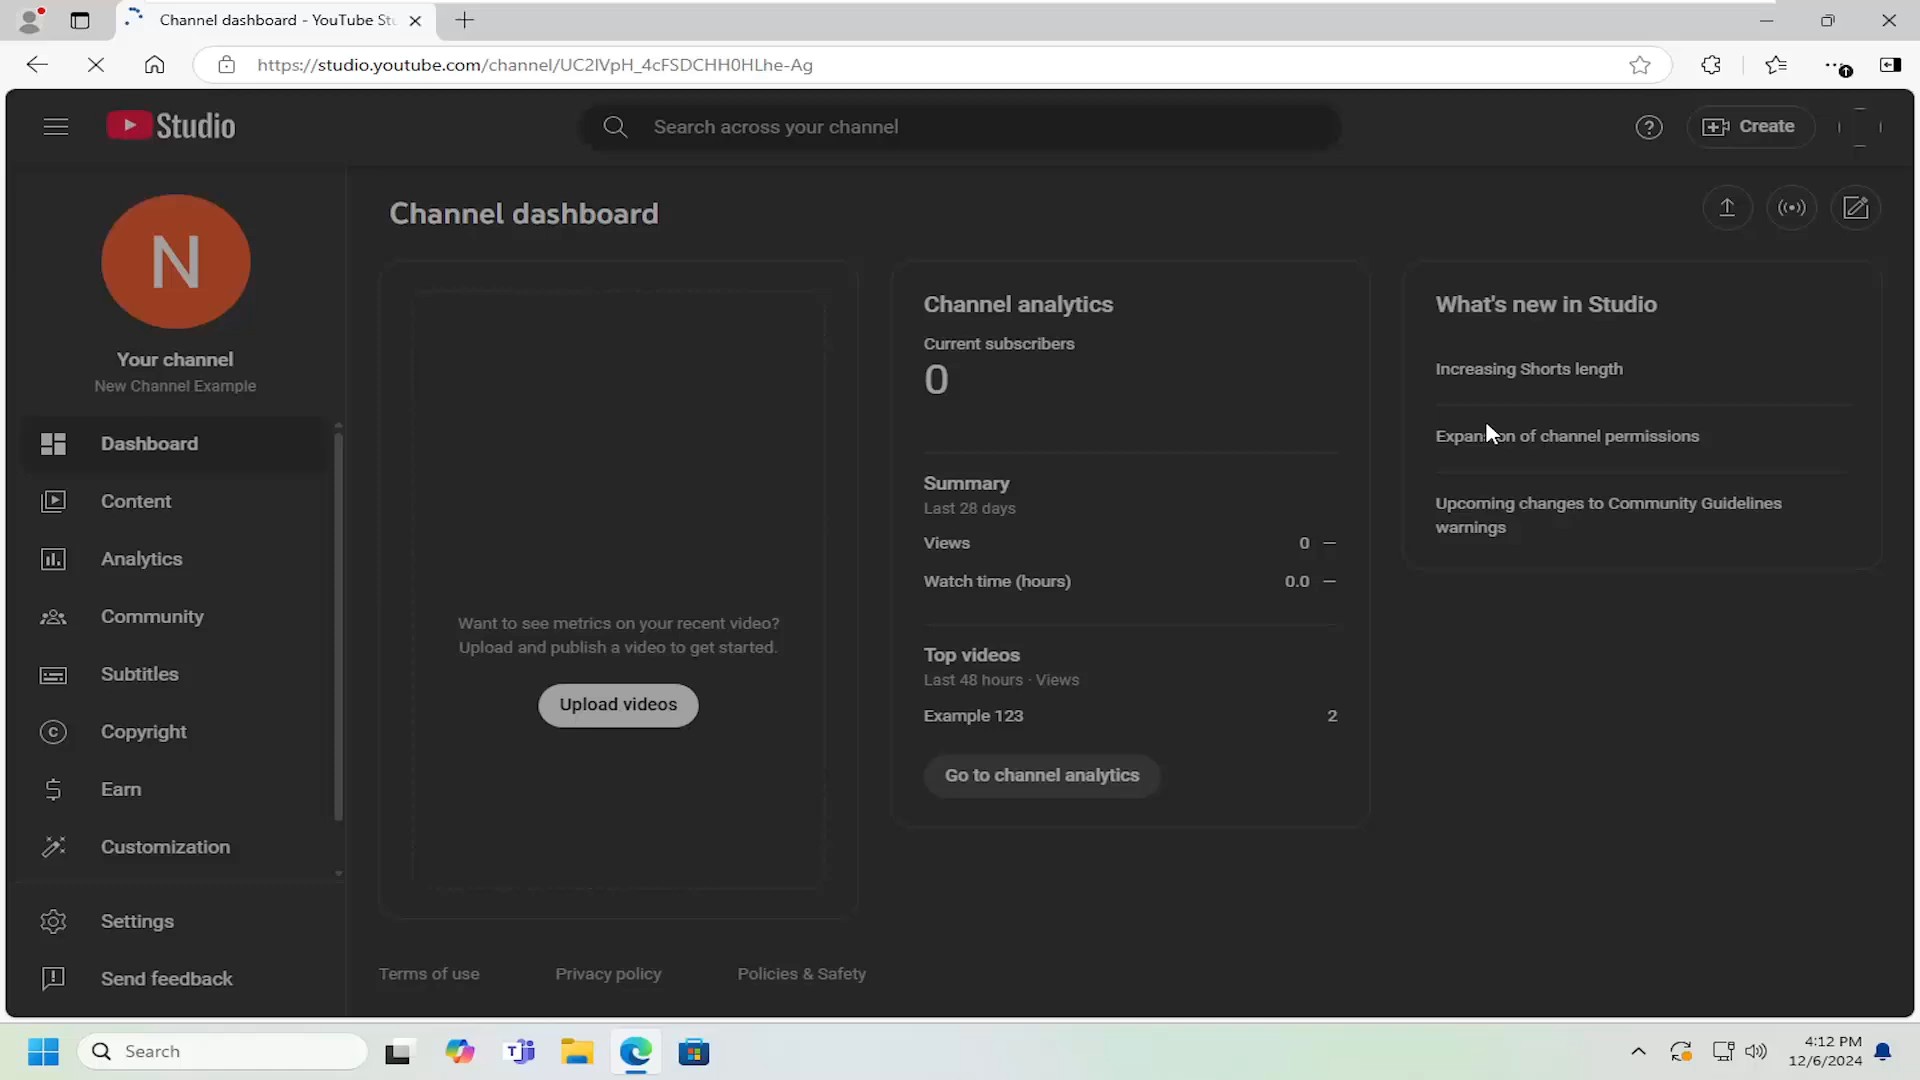 Channel dashboard - YouTube Stu
https://studio.youtube.com/channel/UC2IVpH_4cFSDCHH0HLhe-Ag
Studio
Search across your channel
Create
N
Your channel
New Channel Example
Dashboard
Content
Analytics
Community
Subtitles
Copyright
Earn
Customization
Settings
Send feedback
Channel dashboard
Want to see metrics on your recent video?
Upload and publish a video to get started.
Upload videos
Channel analytics
Current subscribers
0
Summary
Last 28 days
Views 0 —
Watch time (hours) 0.0 —
Top videos
Last 48 hours · Views
Example 123 2
Go to channel analytics
What's new in Studio
Increasing Shorts length
Expansion of channel permissions
Upcoming changes to Community Guidelines
warnings
Terms of use Privacy policy Policies & Safety
Search
4:12 PM
12/6/2024